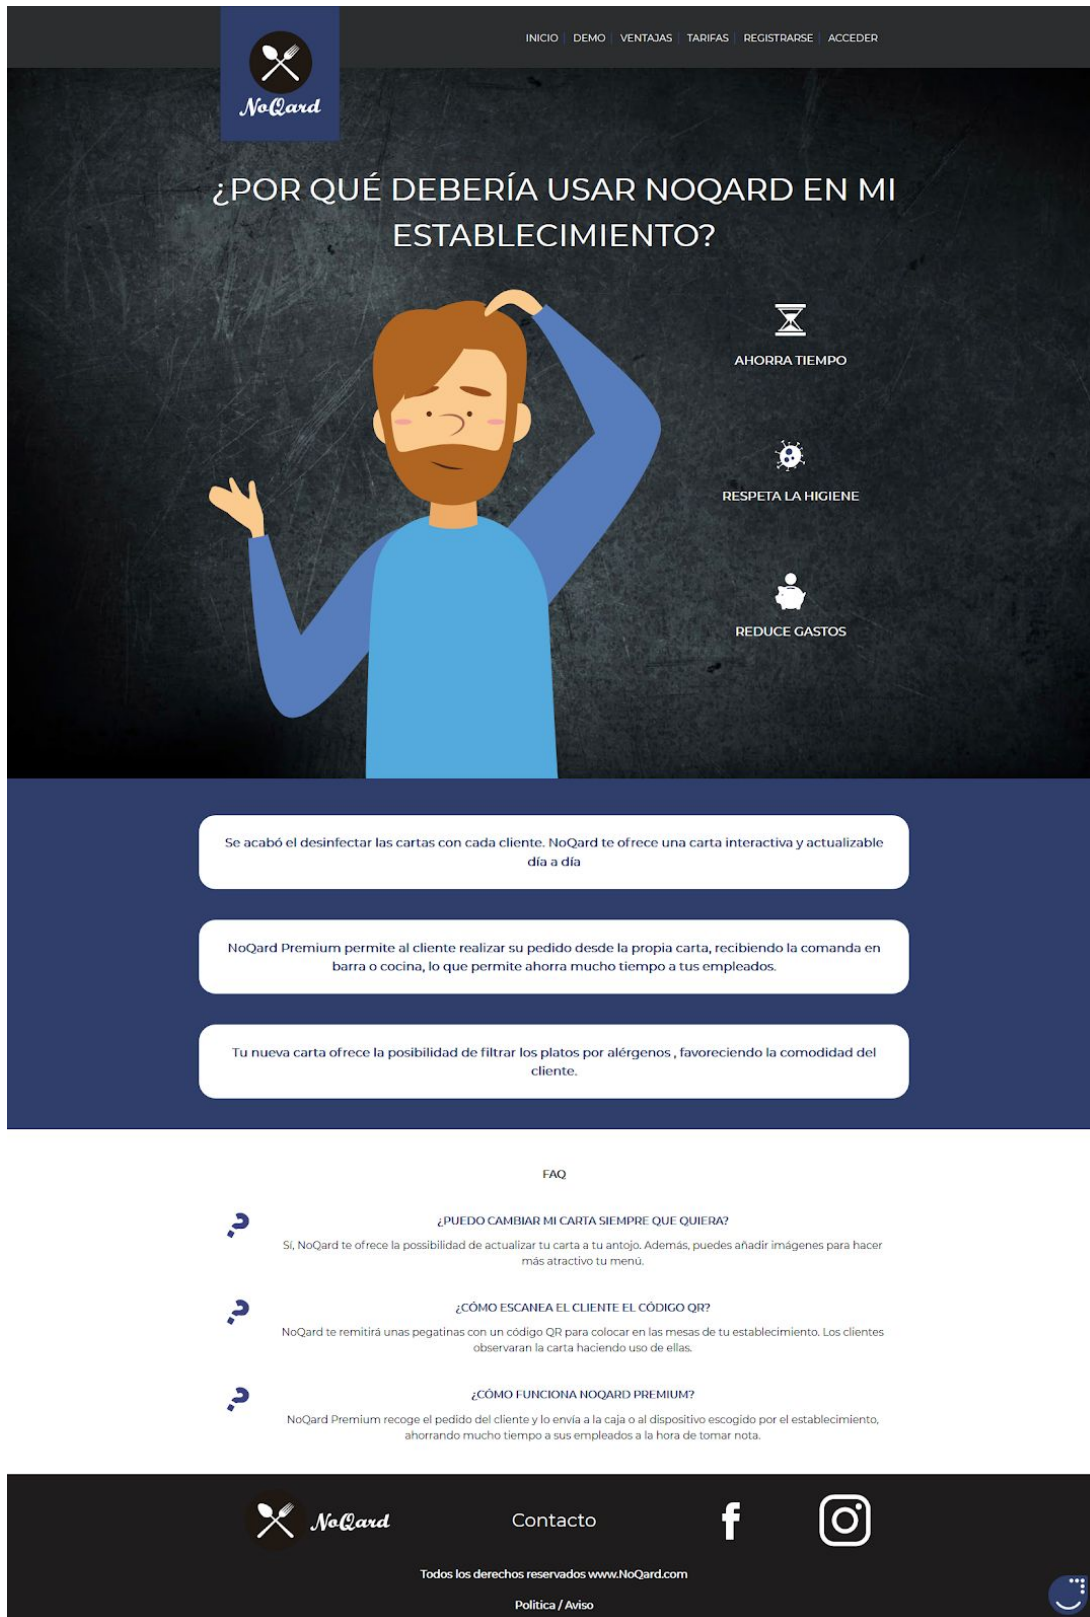 INICIO | DEMO | VENTAJAS | TARIFAS | REGISTRARSE | ACCEDER
NoQard
¿POR QUÉ DEBERÍA USAR NOQARD EN MI
ESTABLECIMIENTO?
AHORRA TIEMPO
RESPETA LA HIGIENE
REDUCE GASTOS
Se acabó el desinfectar las cartas con cada cliente. NoQard te ofrece una carta interactiva y actualizable
día a día
NoQard Premium permite al cliente realizar su pedido desde la propia carta, recibiendo la comanda en
barra o cocina, lo que permite ahorra mucho tiempo a tus empleados.
Tu nueva carta ofrece la posibilidad de filtrar los platos por alérgenos , favoreciendo la comodidad del
cliente.
FAQ
¿PUEDO CAMBIAR MI CARTA SIEMPRE QUE QUIERA?
Sí, NoQard te ofrece la possibilidad de actualizar tu carta a tu antojo. Además, puedes añadir imágenes para hacer
más atractivo tu menú.
¿CÓMO ESCANEA EL CLIENTE EL CÓDIGO QR?
NoQard te remitirá unas pegatinas con un código QR para colocar en las mesas de tu establecimiento. Los clientes
observaran la carta haciendo uso de ellas.
¿CÓMO FUNCIONA NOQARD PREMIUM?
NoQard Premium recoge el pedido del cliente y lo envía a la caja o al dispositivo escogido por el establecimiento,
ahorrando mucho tiempo a sus empleados a la hora de tomar nota.
NoQard Contacto
Todos los derechos reservados www.NoQard.com
Politica / Aviso